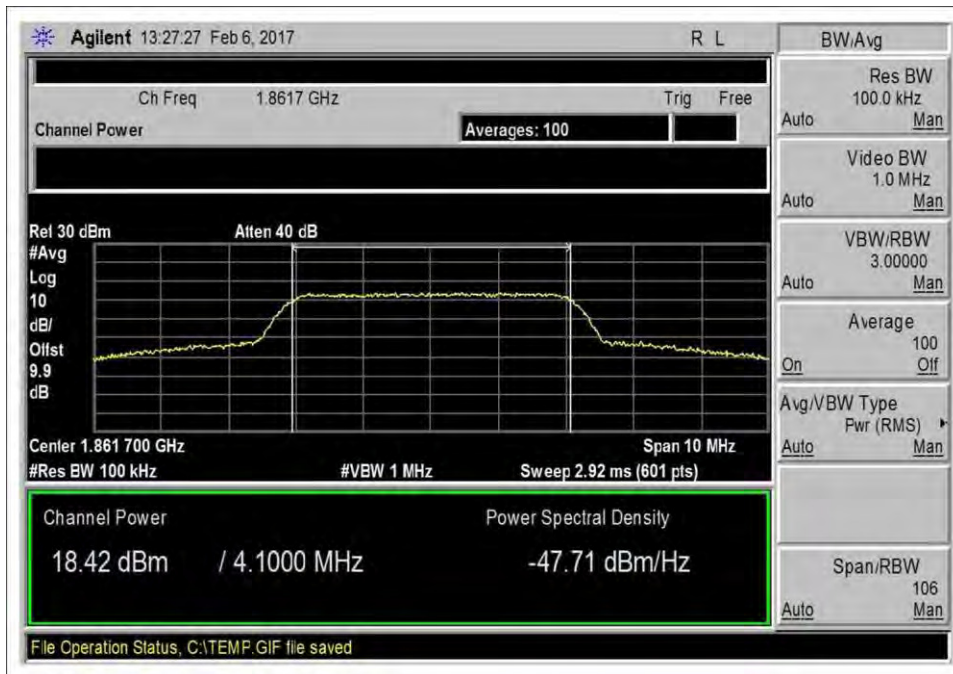 Agilent 13:27:27 Feb 6, 2017 R L
Ch Freq 1.8617 GHz Trig Free
Channel Power Averages: 100
Ref 30 dBm Atten 40 dB
#Avg
Log
10
dB/
Offst
9.9
dB
Center 1.861 700 GHz Span 10 MHz
#Res BW 100 kHz #VBW 1 MHz Sweep 2.92 ms (601 pts)
Channel Power Power Spectral Density
18.42 dBm / 4.1000 MHz -47.71 dBm/Hz
File Operation Status, C:\TEMP.GIF file saved
BW/Avg
Res BW
100.0 kHz
Auto Man
Video BW
1.0 MHz
Auto Man
VBW/RBW
3.00000
Auto Man
Average
100
On Off
Avg/VBW Type
Pwr (RMS)
Auto Man
Span/RBW
106
Auto Man